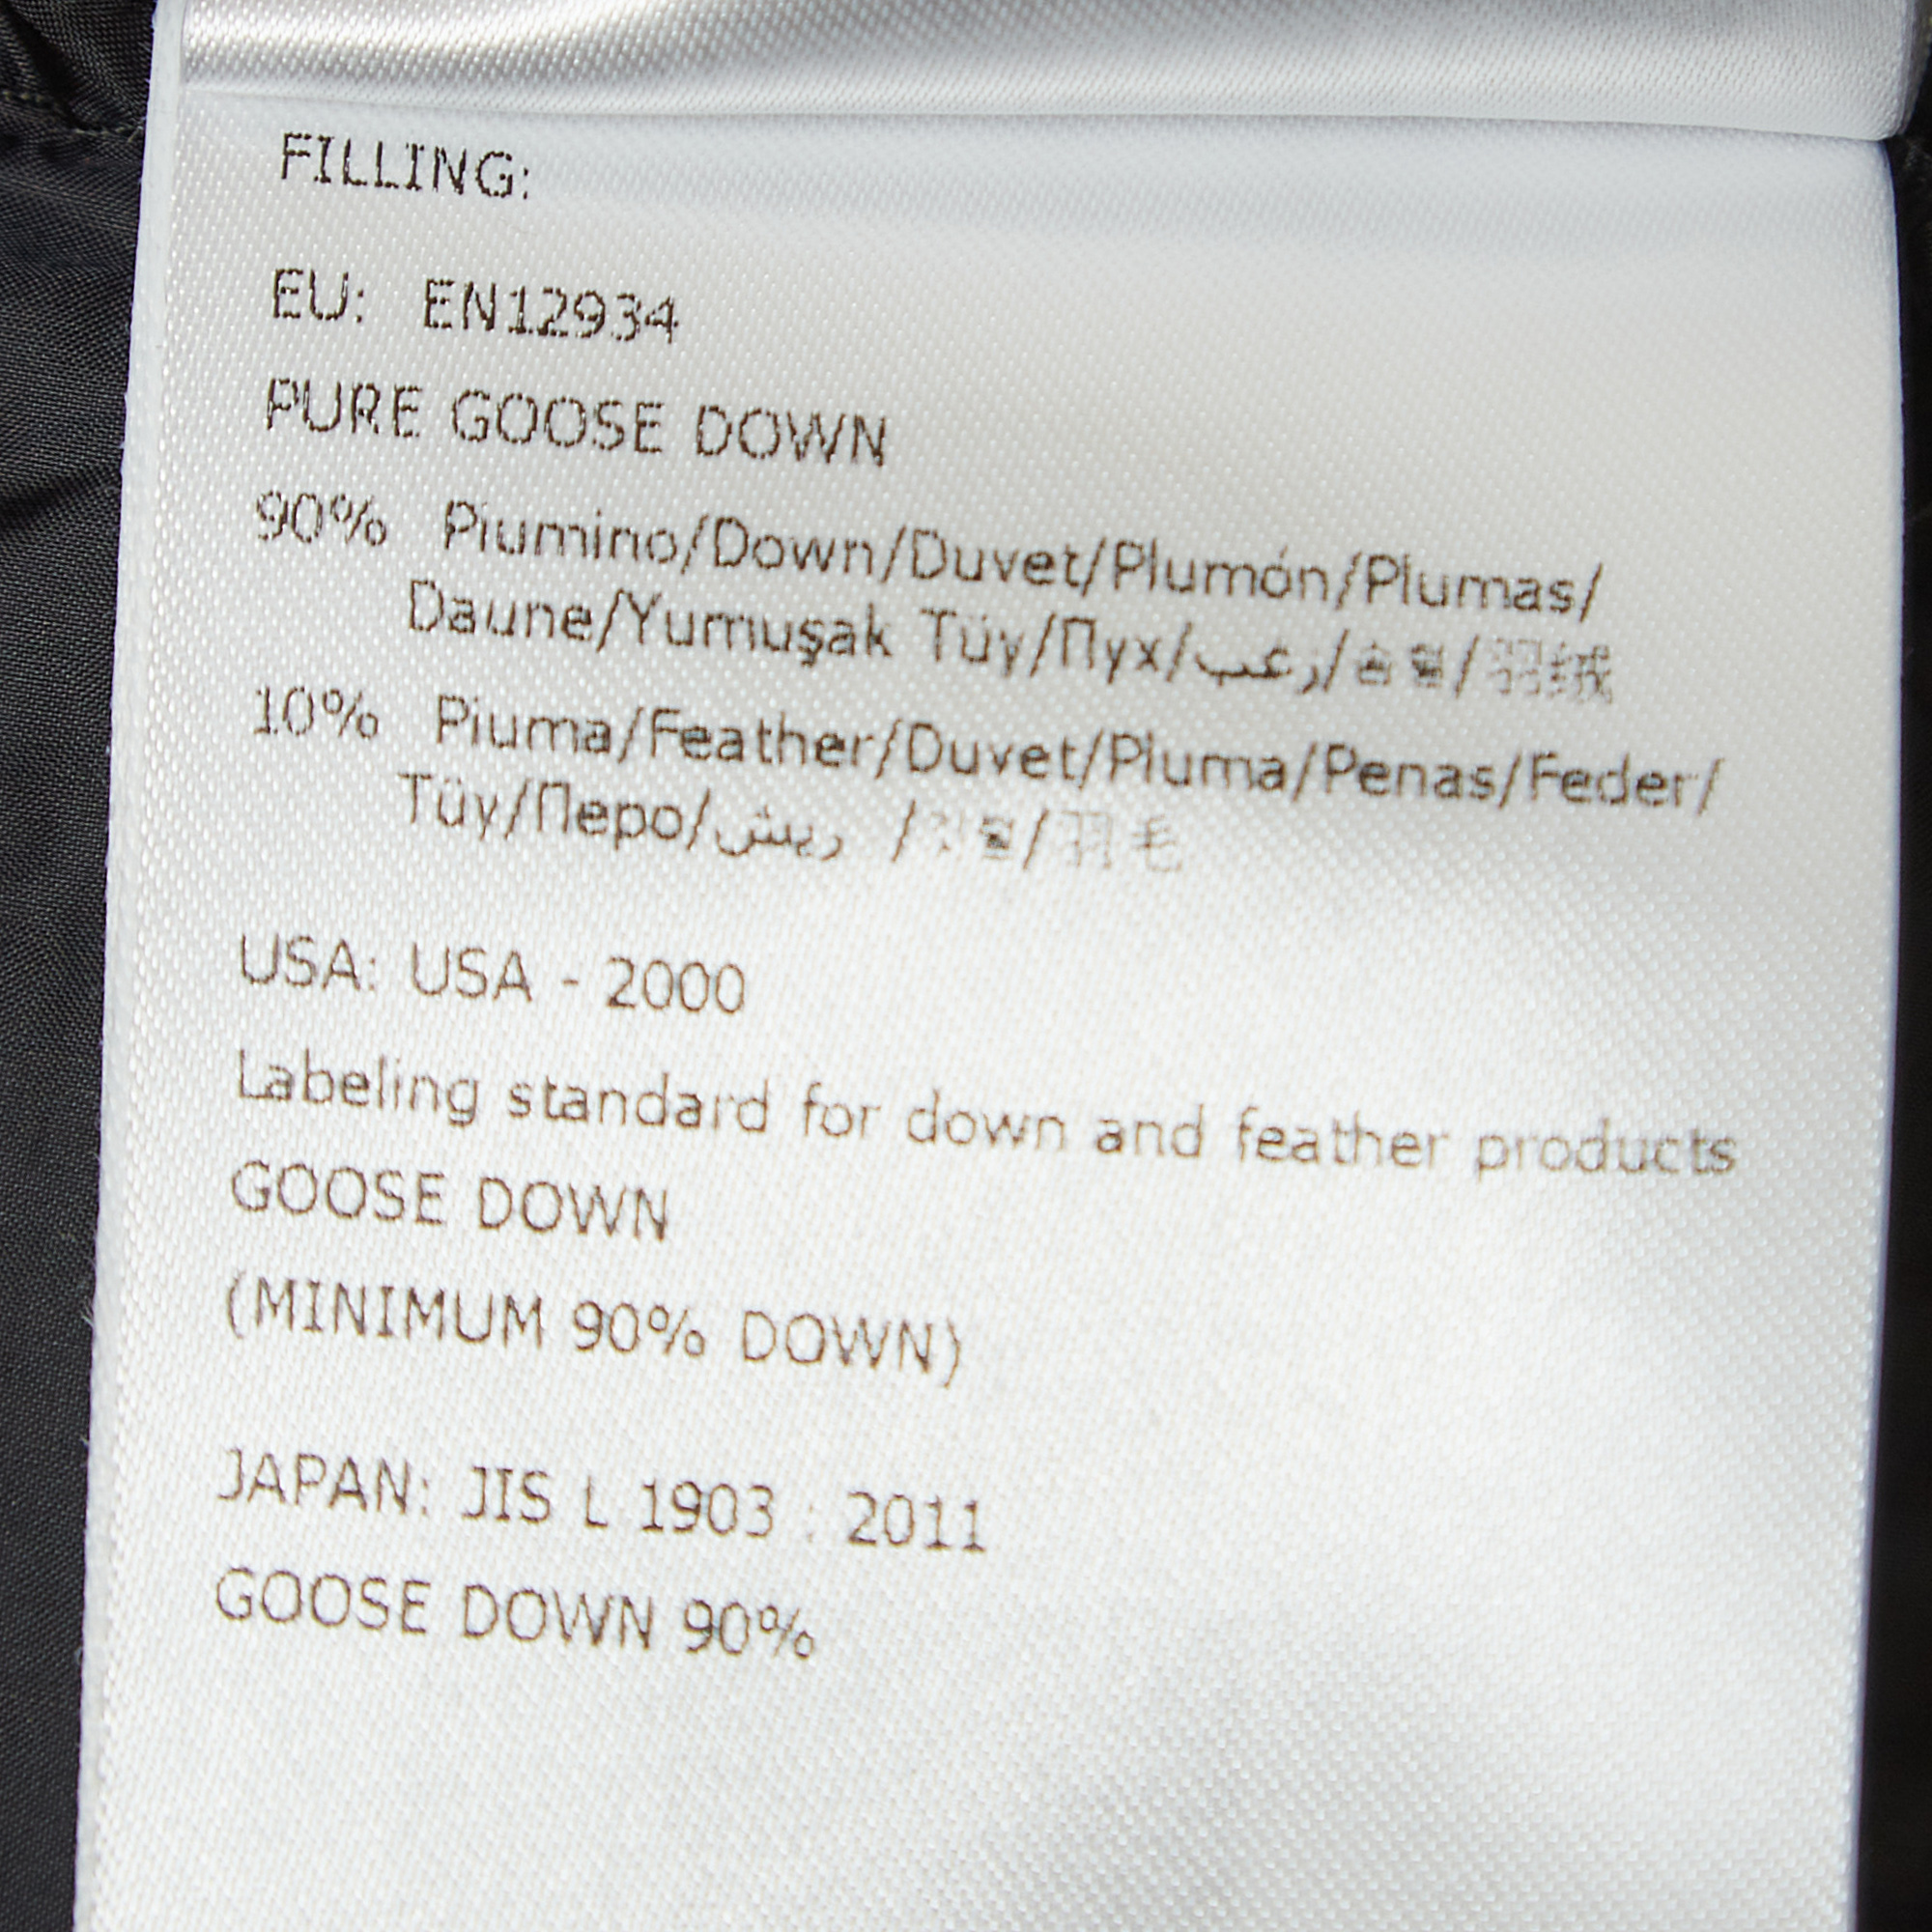 FILLING:
EU: EN12934
PURE GOOSE DOWN
90% Piumino/Down/Duvet/Plumón/Plumas/
Daune/Yumuşak Tüy/Пух/زغب/솜털/羽绒
10% Piuma/Feather/Duvet/Pluma/Penas/Feder/
Tüy/Перо/ريش /깃털/羽毛
USA: USA - 2000
Labeling standard for down and feather products
GOOSE DOWN
(MINIMUM 90% DOWN)
JAPAN: JIS L 1903 : 2011
GOOSE DOWN 90%